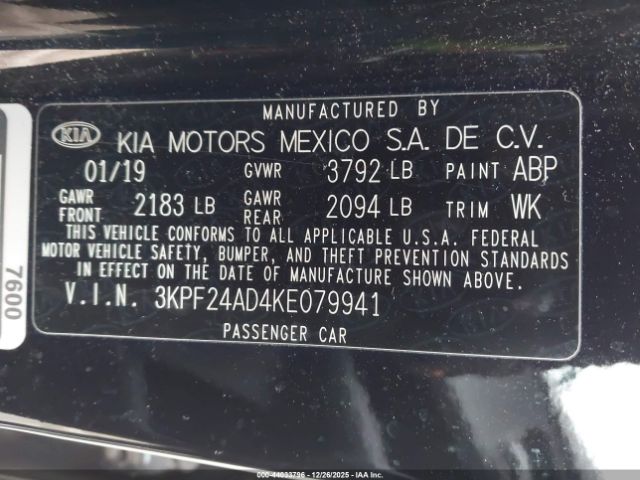 MANUFACTURED BY
KIA KIA MOTORS MEXICO S.A. DE C.V.
01/19 GVWR 3792 LB PAINT ABP
GAWR FRONT 2183 LB GAWR REAR 2094 LB TRIM WK
THIS VEHICLE CONFORMS TO ALL APPLICABLE U.S.A. FEDERAL
MOTOR VEHICLE SAFETY, BUMPER, AND THEFT PREVENTION STANDARDS
IN EFFECT ON THE DATE OF MANUFACTURE SHOWN ABOVE.
V.I.N. 3KPF24AD4KE079941
PASSENGER CAR
7600
000-44033796 - 12/26/2025 - IAAI.COM